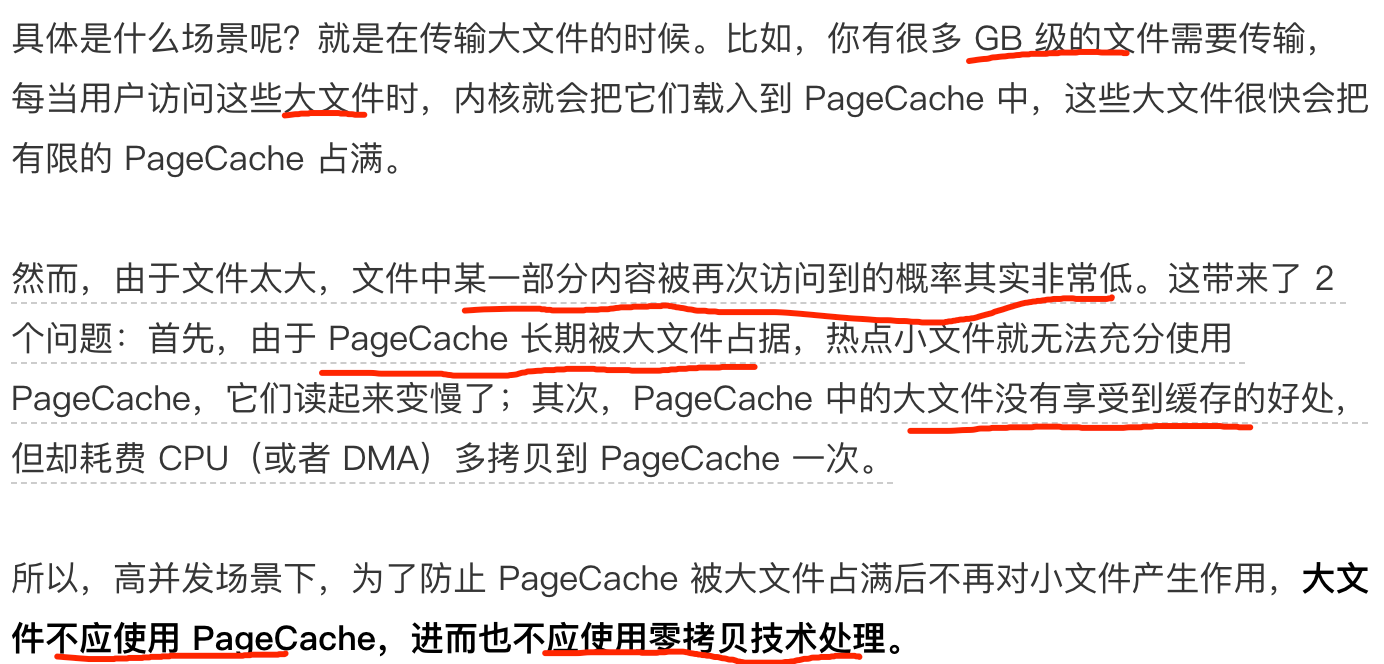 具体是什么场景呢？就是在传输大文件的时候。比如，你有很多 GB 级的文件需要传输，
每当用户访问这些大文件时，内核就会把它们载入到 PageCache 中，这些大文件很快会把
有限的 PageCache 占满。
然而，由于文件太大，文件中某一部分内容被再次访问到的概率其实非常低。这带来了 2
个问题：首先，由于 PageCache 长期被大文件占据，热点小文件就无法充分使用
PageCache，它们读起来变慢了；其次，PageCache 中的大文件没有享受到缓存的好处，
但却耗费 CPU（或者 DMA）多拷贝到 PageCache 一次。
所以，高并发场景下，为了防止 PageCache 被大文件占满后不再对小文件产生作用，大文
件不应使用 PageCache，进而也不应使用零拷贝技术处理。